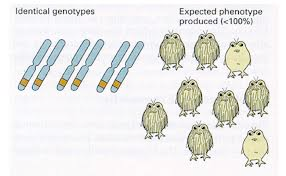 Identical genotypes
Expected phenotype
produced (<100%)